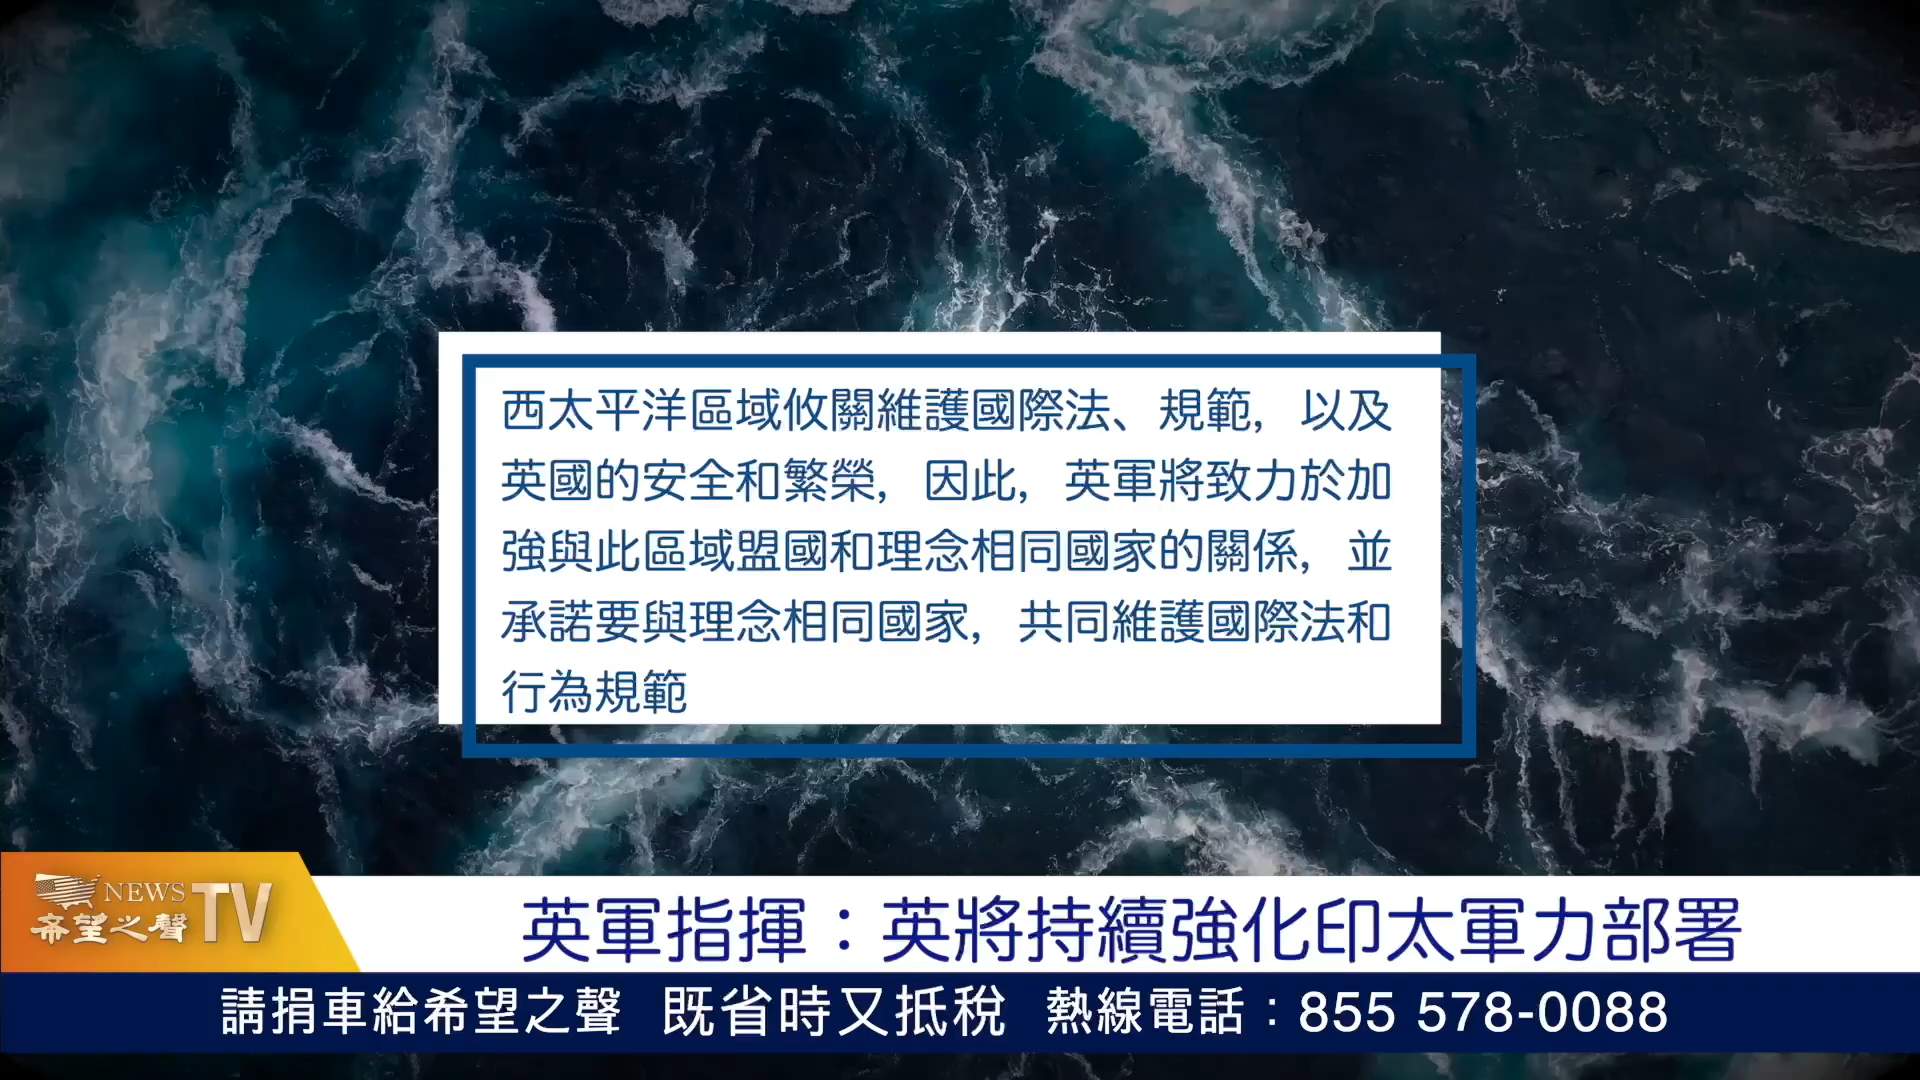 西太平洋區域攸關維護國際法、規範，以及
英國的安全和繁榮，因此，英軍將致力於加
強與此區域盟國和理念相同國家的關係，並
承諾要與理念相同國家，共同維護國際法和
行為規範
NEWS
希望之聲 TV
英軍指揮：英將持續強化印太軍力部署
請捐車給希望之聲 既省時又抵稅 熱線電話：855 578-0088